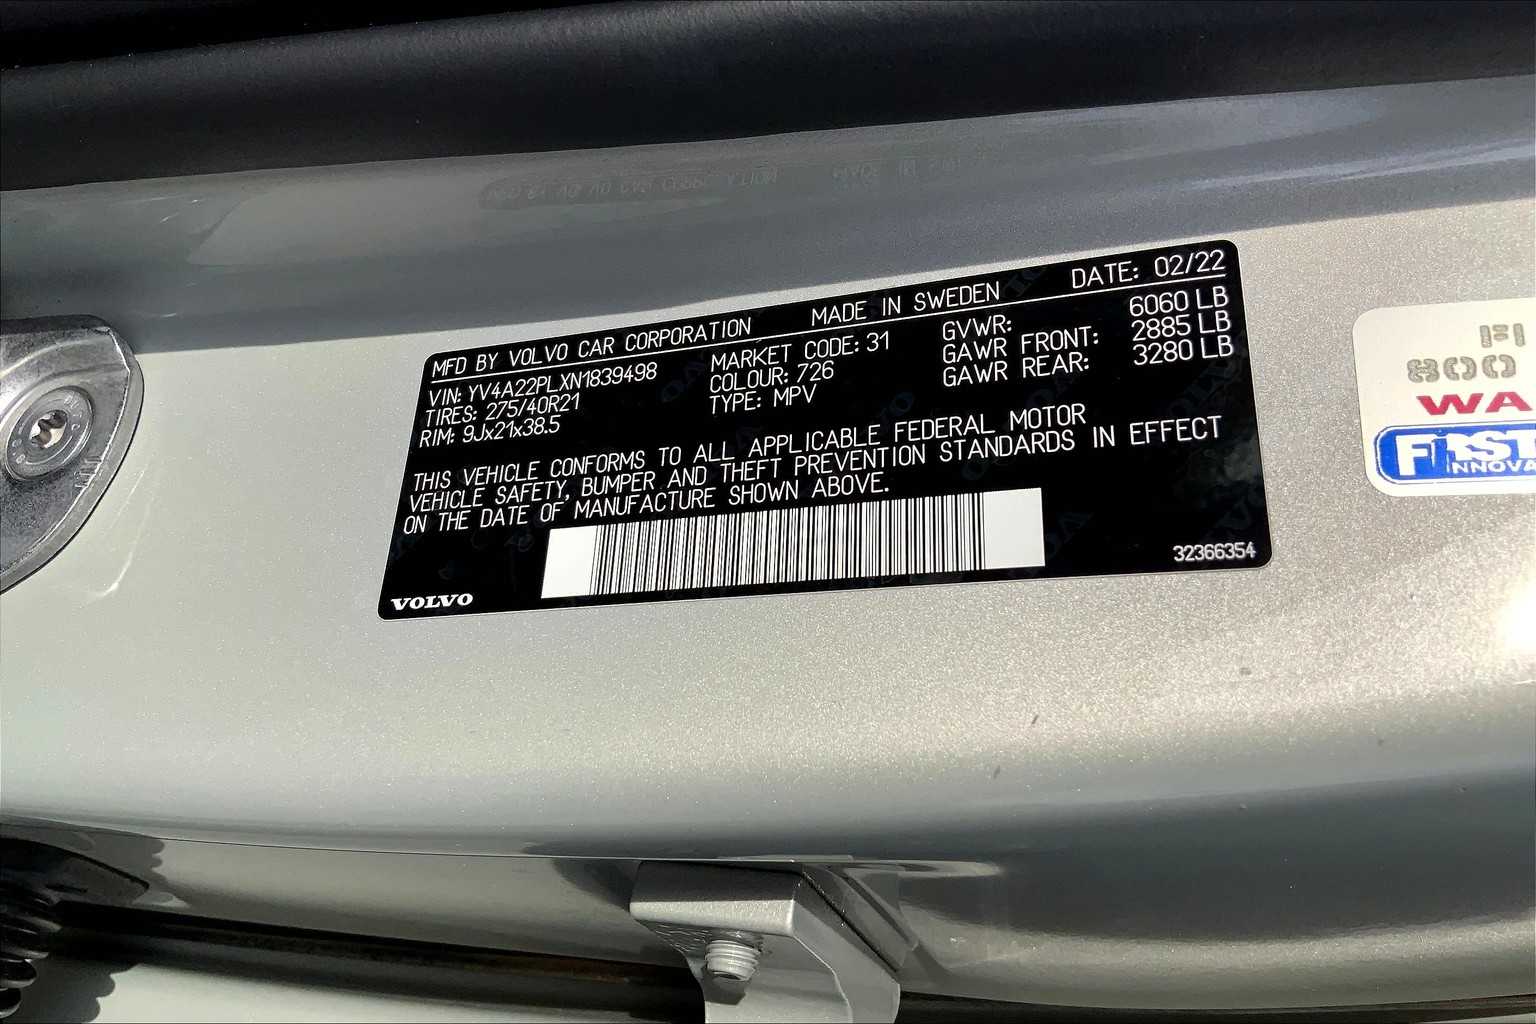 MFD BY VOLVO CAR CORPORATION MADE IN SWEDEN DATE: 02/22
VIN: YV4A22PLXN1839498 MARKET CODE: 31 GVWR: 6060 LB
TIRES: 275/40R21 COLOUR: 726 GAWR FRONT: 2885 LB
RIM: 9Jx21x38.5 TYPE: MPV GAWR REAR: 3280 LB
THIS VEHICLE CONFORMS TO ALL APPLICABLE FEDERAL MOTOR
VEHICLE SAFETY, BUMPER AND THEFT PREVENTION STANDARDS IN EFFECT
ON THE DATE OF MANUFACTURE SHOWN ABOVE.
32366354
VOLVO
800
WA
FIRST
INNOVA